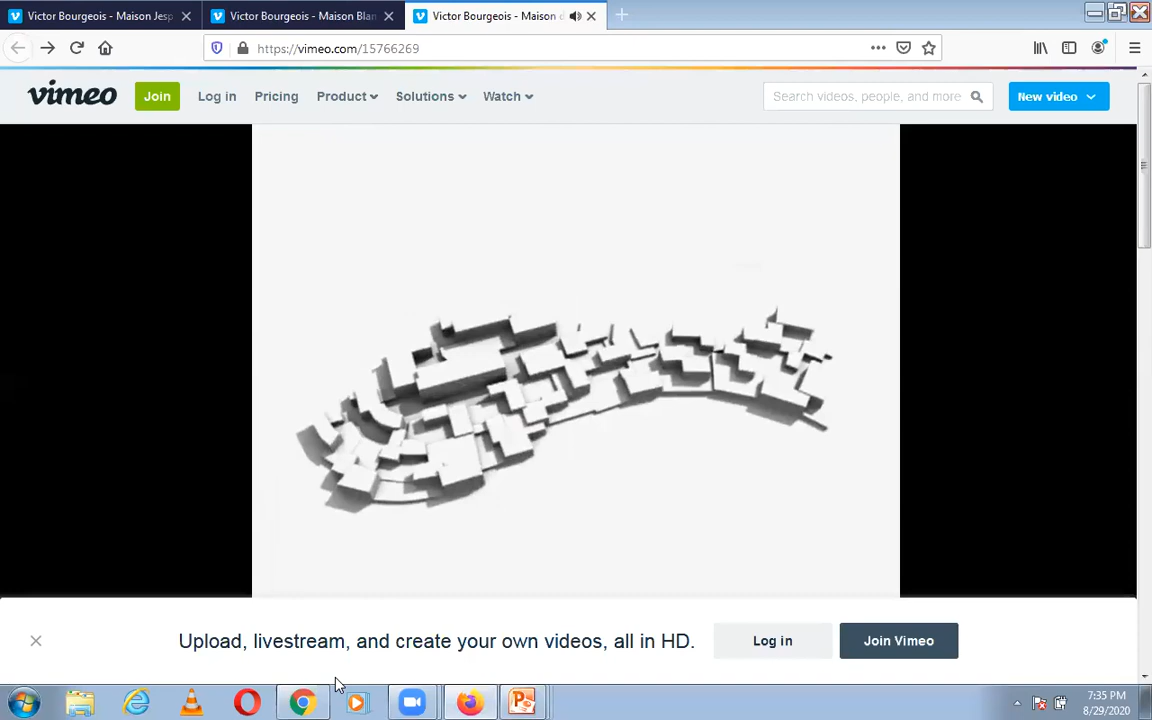 Victor Bourgeois - Maison Jesp
Victor Bourgeois - Maison Blan
Victor Bourgeois - Maison d
https://vimeo.com/15766269
vimeo
Join
Log in
Pricing
Product
Solutions
Watch
Search videos, people, and more
New video
Upload, livestream, and create your own videos, all in HD.
Log in
Join Vimeo
7:35 PM
8/29/2020